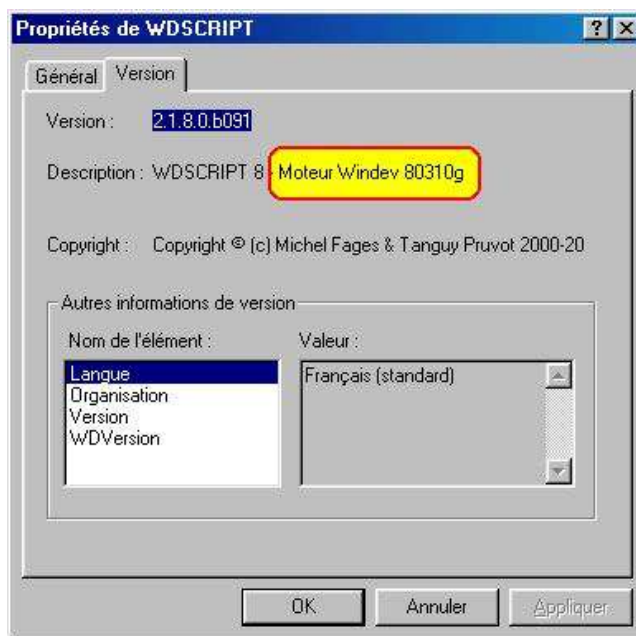 Propriétés de WDSCRIPT
Général Version
Version : 2.1.8.0.b091
Description : WDSCRIPT 8 - Moteur Windev 80310g
Copyright : Copyright © (c) Michel Fages & Tanguy Pruvot 2000-20
Autres informations de version
Nom de l'élément : Valeur :
Langue Français (standard)
Organisation
Version
WDVersion
OK Annuler Appliquer